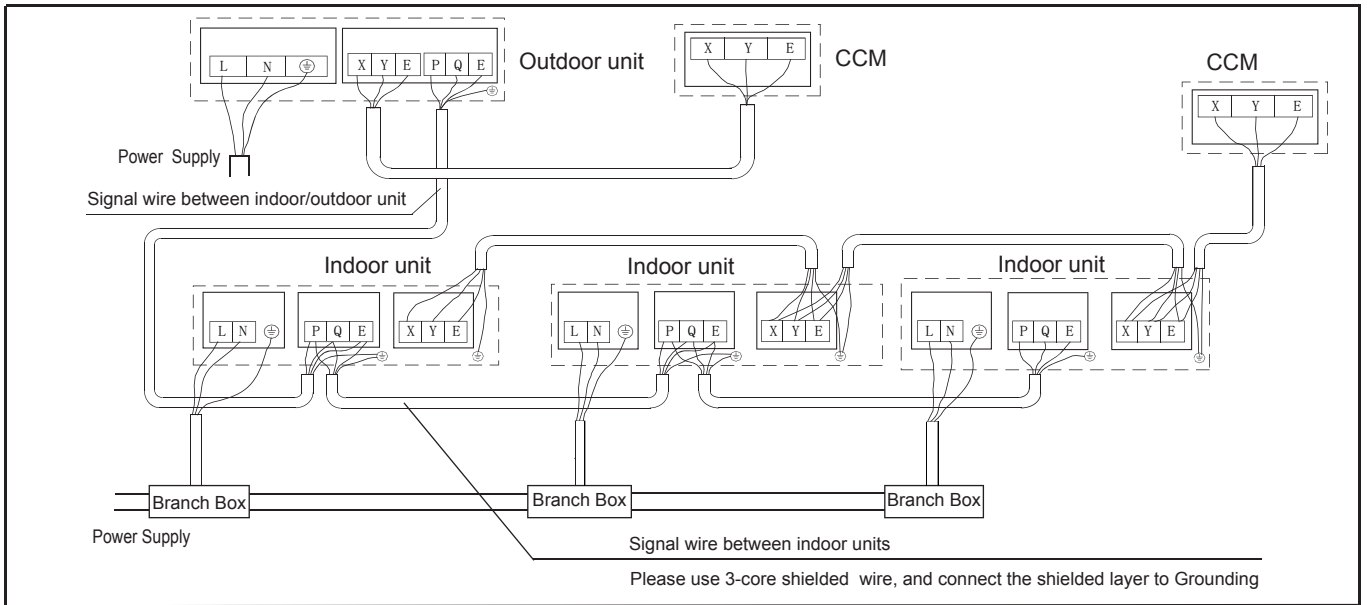 L N
X Y E P Q E
Outdoor unit
X Y E
CCM
CCM
X Y E
Power Supply
Signal wire between indoor/outdoor unit
Indoor unit
Indoor unit
Indoor unit
L N
P Q E
X Y E
L N
P Q E
X Y E
L N
P Q E
X Y E
Branch Box
Branch Box
Branch Box
Power Supply
Signal wire between indoor units
Please use 3-core shielded wire, and connect the shielded layer to Grounding